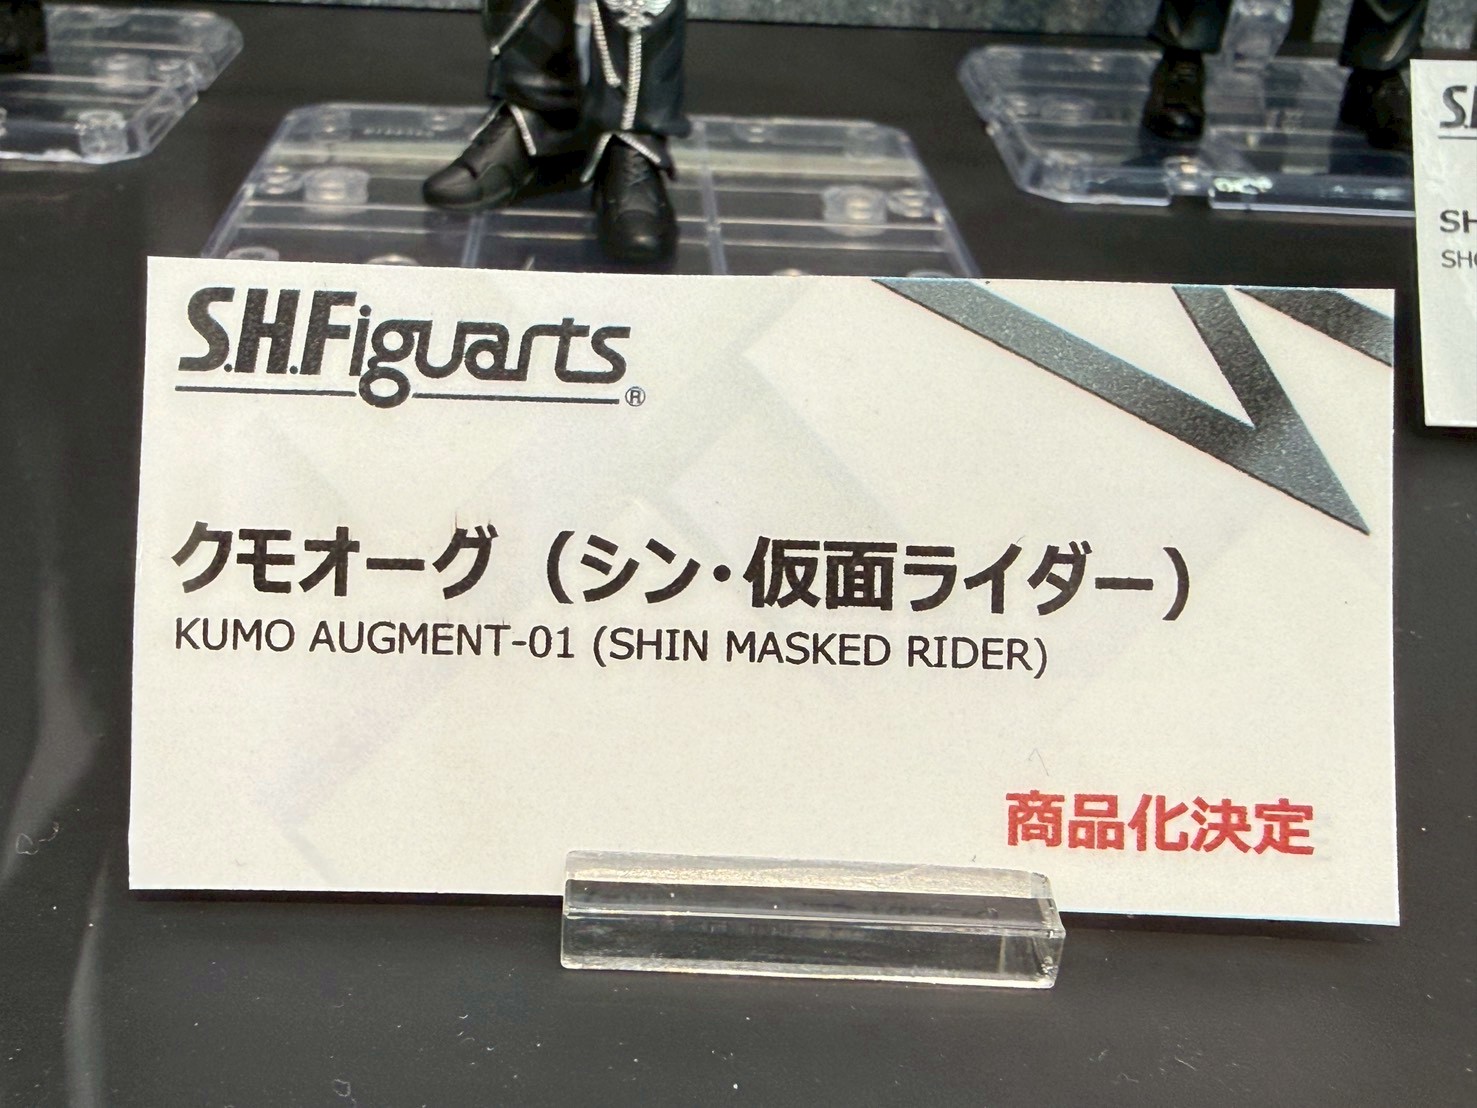 S.H.Figuarts®
クモオーグ（シン・仮面ライダー）
KUMO AUGMENT-01 (SHIN MASKED RIDER)
商品化決定